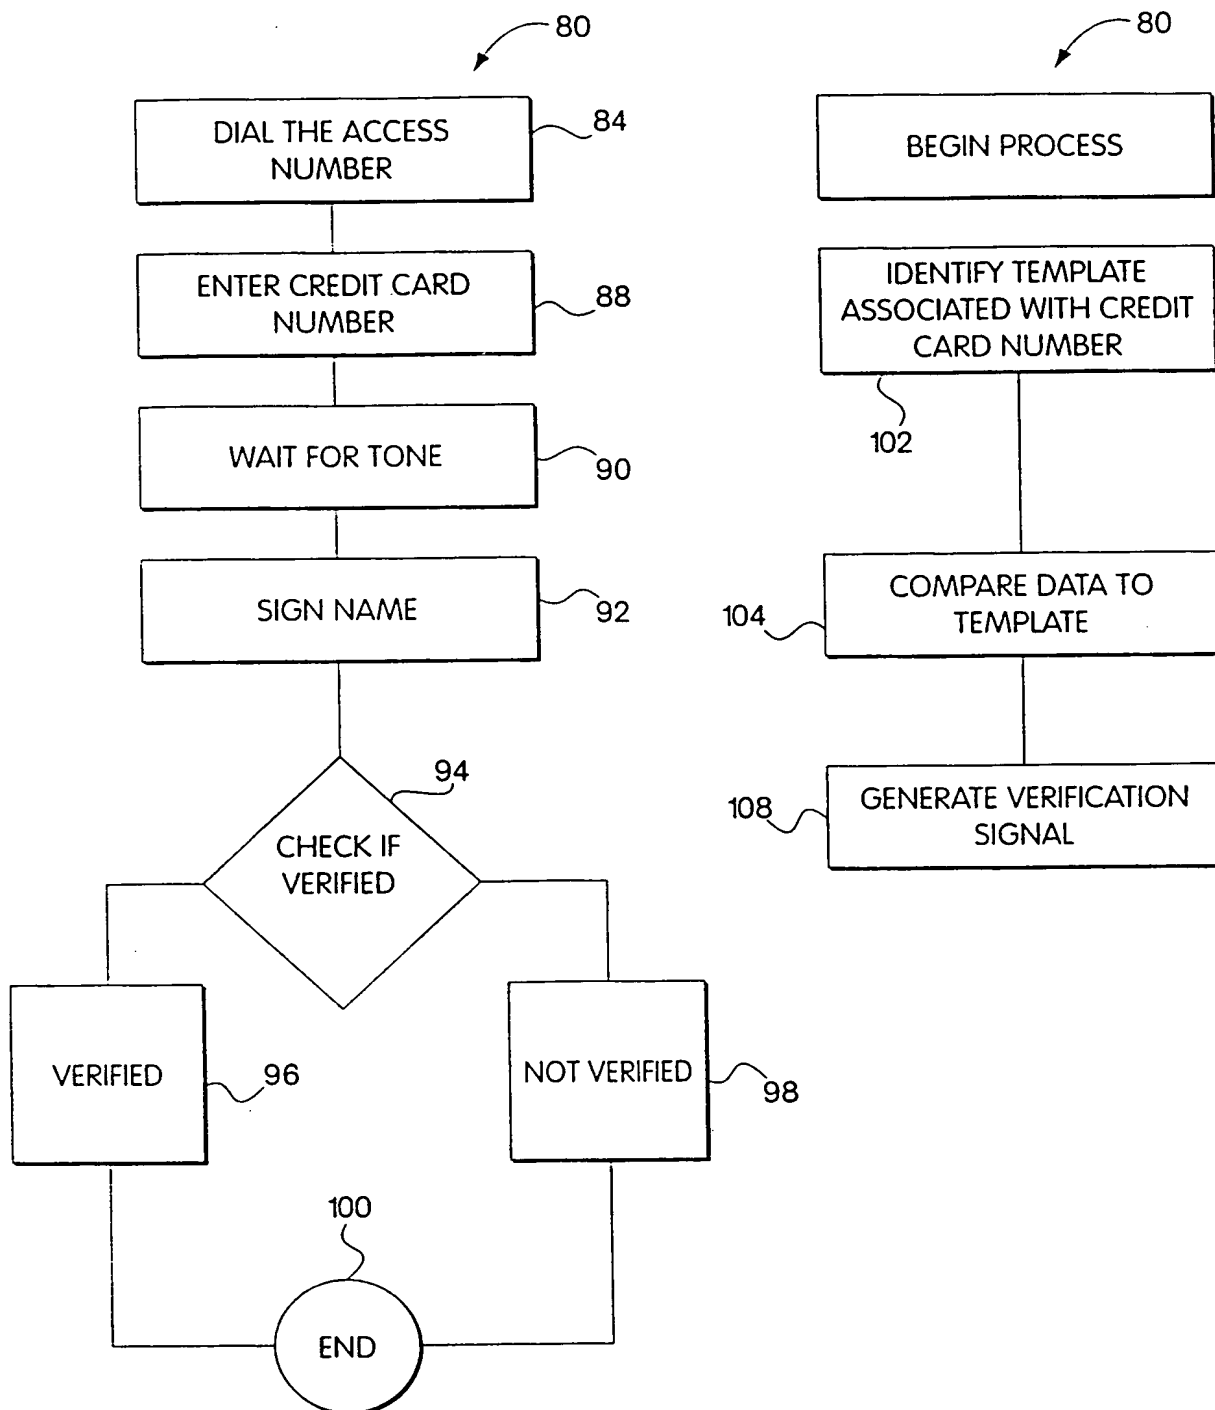 80
DIAL THE ACCESS
NUMBER
84
ENTER CREDIT CARD
NUMBER
88
WAIT FOR TONE
90
SIGN NAME
92
94
CHECK IF
VERIFIED
VERIFIED
96
NOT VERIFIED
98
100
END
80
BEGIN PROCESS
IDENTIFY TEMPLATE
ASSOCIATED WITH CREDIT
CARD NUMBER
102
COMPARE DATA TO
TEMPLATE
104
GENERATE VERIFICATION
SIGNAL
108